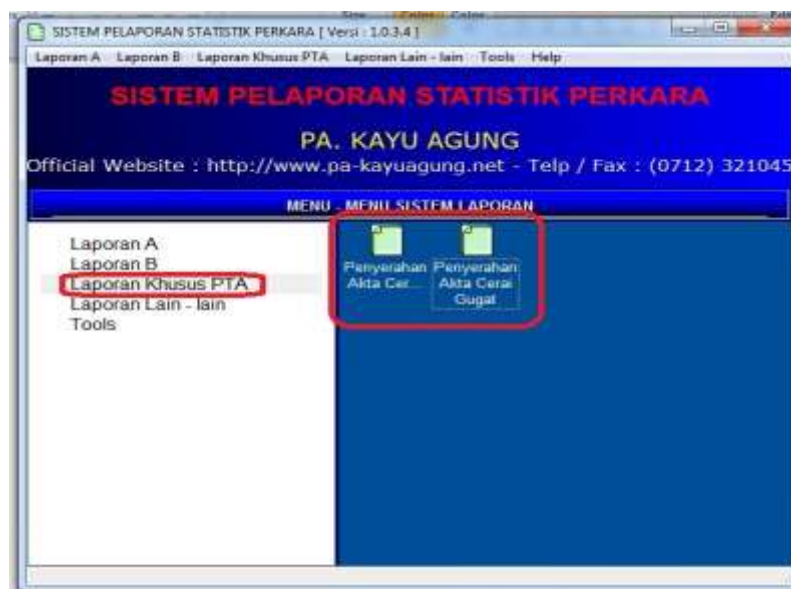 SISTEM PELAPORAN STATISTIK PERKARA [ Versi : 1.0.3.4 ]
Laporan A Laporan B Laporan Khusus PTA Laporan Lain - lain Tools Help
SISTEM PELAPORAN STATISTIK PERKARA
PA. KAYU AGUNG
Official Website : http://www.pa-kayuagung.net - Telp / Fax : (0712) 321045
MENU - MENU SISTEM LAPORAN
Laporan A
Laporan B
Laporan Khusus PTA
Laporan Lain - lain
Tools
Penyerahan
Akta Cer...
Penyerahan
Akta Cerai
Gugat